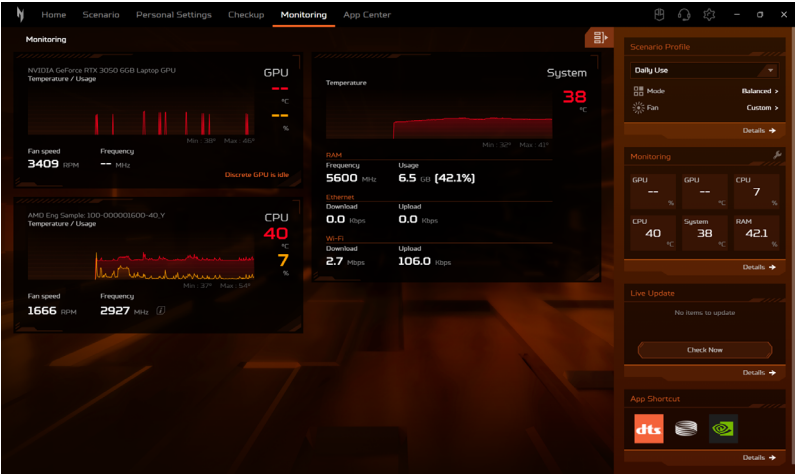 Home Scenario Personal Settings Checkup Monitoring App Center
Monitoring
NVIDIA GeForce RTX 3050 6GB Laptop GPU
Temperature / Usage
GPU
--
°C
--
%
Min : 38° Max : 46°
Fan speed Frequency
3409 RPM -- MHz
Discrete GPU is idle
AMD Eng Sample: 100-000001600-40_Y
Temperature / Usage
CPU
40
°C
7
%
Min : 37° Max : 54°
Fan speed Frequency
1666 RPM 2927 MHz i
System
Temperature
38
°C
Min : 32° Max : 41°
RAM
Frequency Usage
5600 MHz 6.5 GB (42.1%)
Ethernet
Download Upload
0.0 Kbps 0.0 Kbps
Wi-Fi
Download Upload
2.7 Mbps 106.0 Kbps
Scenario Profile
Daily Use
Mode Balanced >
Fan Custom >
Details →
Monitoring
GPU GPU CPU
-- -- 7
% °C %
CPU System RAM
40 38 42.1
°C °C %
Details →
Live Update
No items to update
Check Now
Details →
App Shortcut
dts
Details →